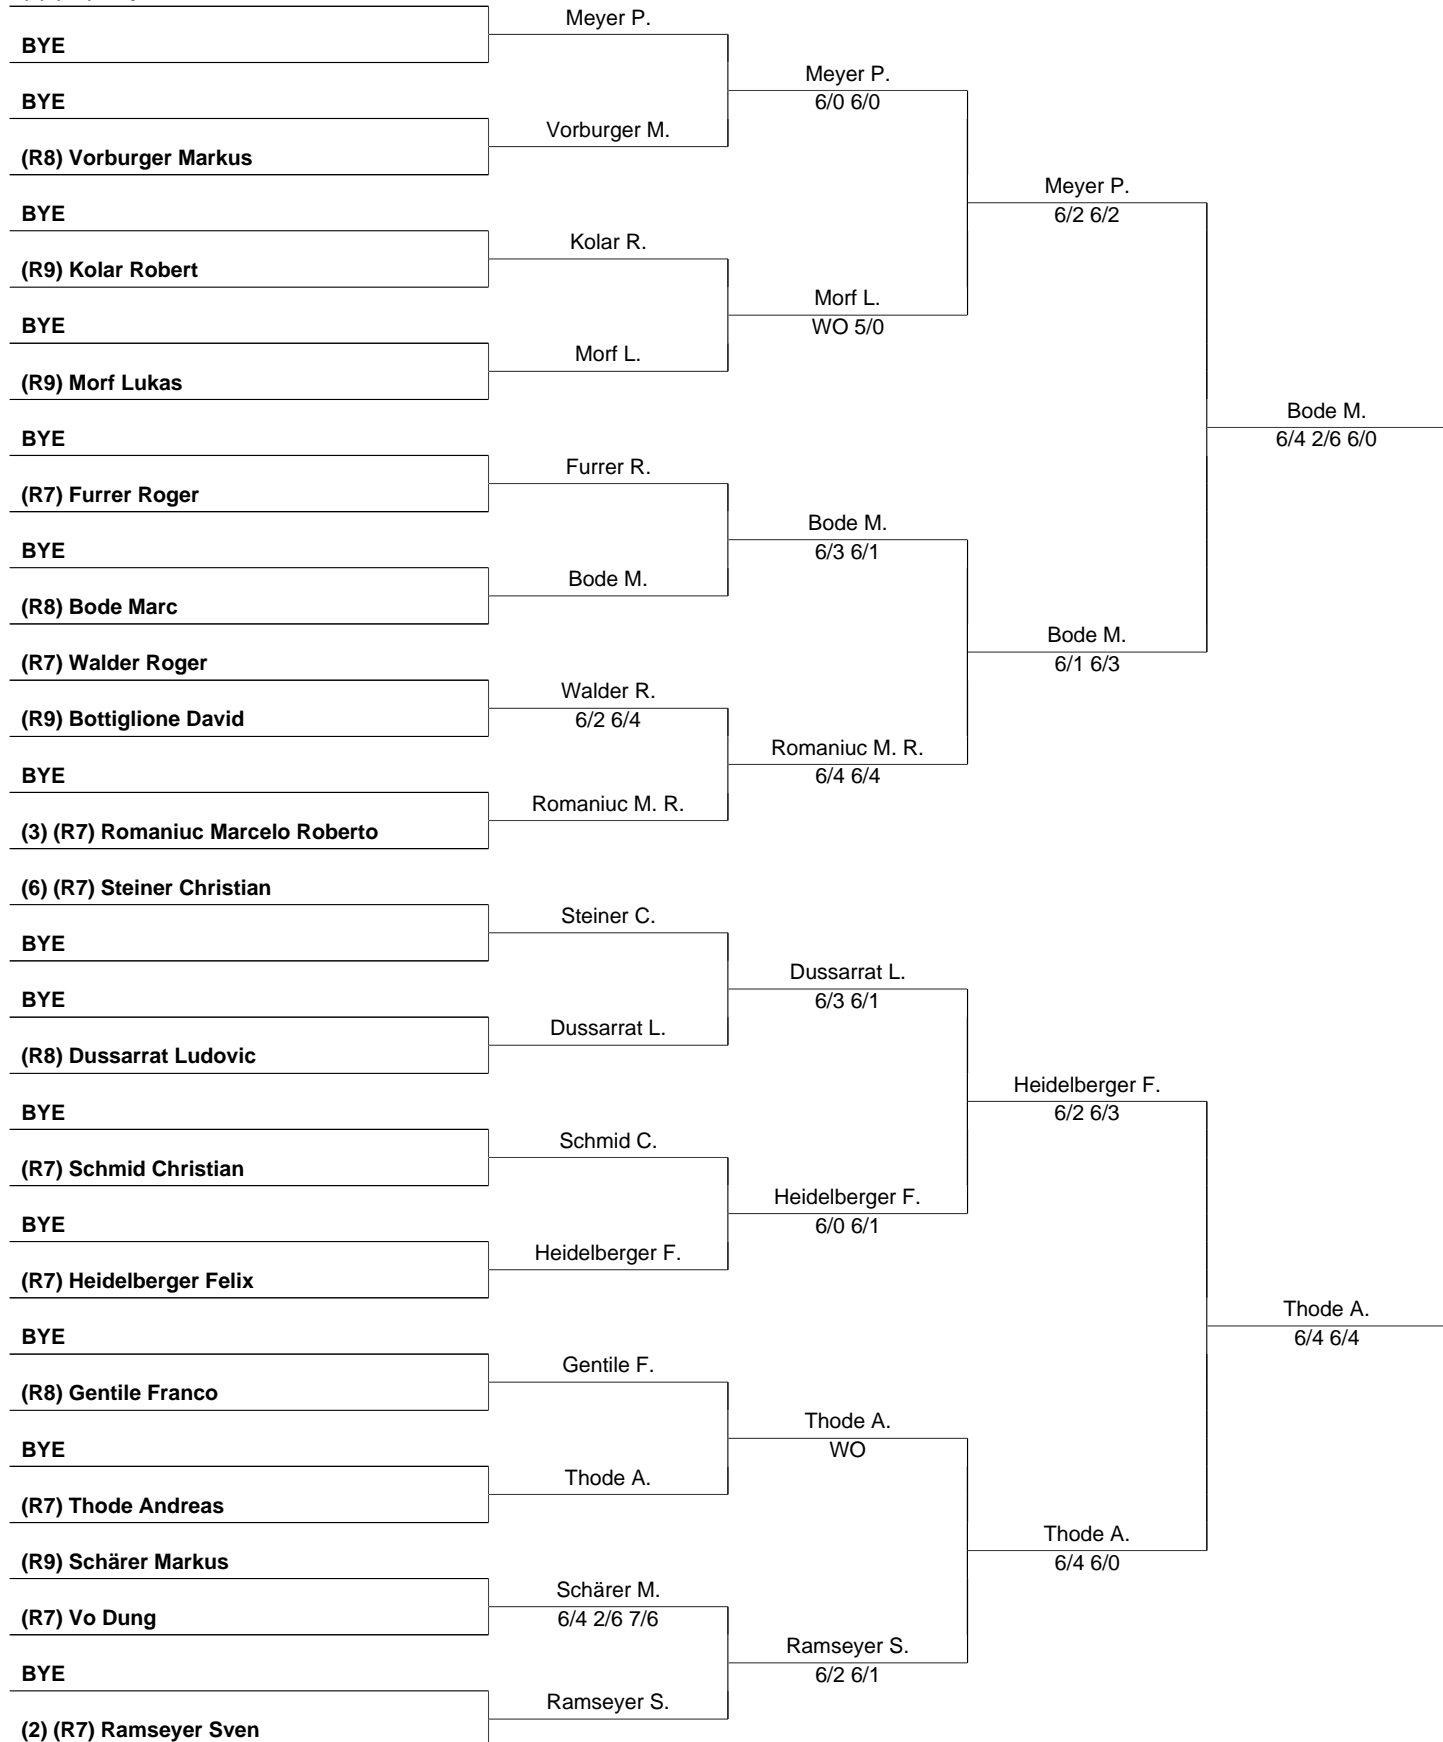 BYE
BYE
(R8) Vorburger Markus
BYE
(R9) Kolar Robert
BYE
(R9) Morf Lukas
BYE
(R7) Furrer Roger
BYE
(R8) Bode Marc
(R7) Walder Roger
(R9) Bottiglione David
BYE
(3) (R7) Romaniuc Marcelo Roberto
(6) (R7) Steiner Christian
BYE
BYE
(R8) Dussarrat Ludovic
BYE
(R7) Schmid Christian
BYE
(R7) Heidelberger Felix
BYE
(R8) Gentile Franco
BYE
(R7) Thode Andreas
(R9) Schärer Markus
(R7) Vo Dung
BYE
(2) (R7) Ramseyer Sven
Meyer P.
Vorburger M.
Kolar R.
Morf L.
Furrer R.
Bode M.
Walder R.
6/2 6/4
Romaniuc M. R.
Steiner C.
Dussarrat L.
Schmid C.
Heidelberger F.
Gentile F.
Thode A.
Schärer M.
6/4 2/6 7/6
Ramseyer S.
Meyer P.
6/0 6/0
Morf L.
WO 5/0
Bode M.
6/3 6/1
Romaniuc M. R.
6/4 6/4
Dussarrat L.
6/3 6/1
Heidelberger F.
6/0 6/1
Thode A.
WO
Ramseyer S.
6/2 6/1
Meyer P.
6/2 6/2
Bode M.
6/1 6/3
Heidelberger F.
6/2 6/3
Thode A.
6/4 6/0
Bode M.
6/4 2/6 6/0
Thode A.
6/4 6/4